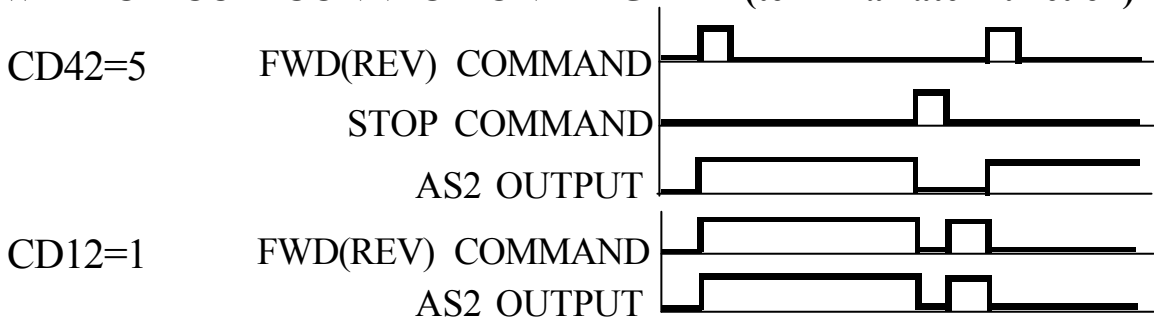 CD42=5 FWD(REV) COMMAND
STOP COMMAND
AS2 OUTPUT
CD12=1 FWD(REV) COMMAND
AS2 OUTPUT